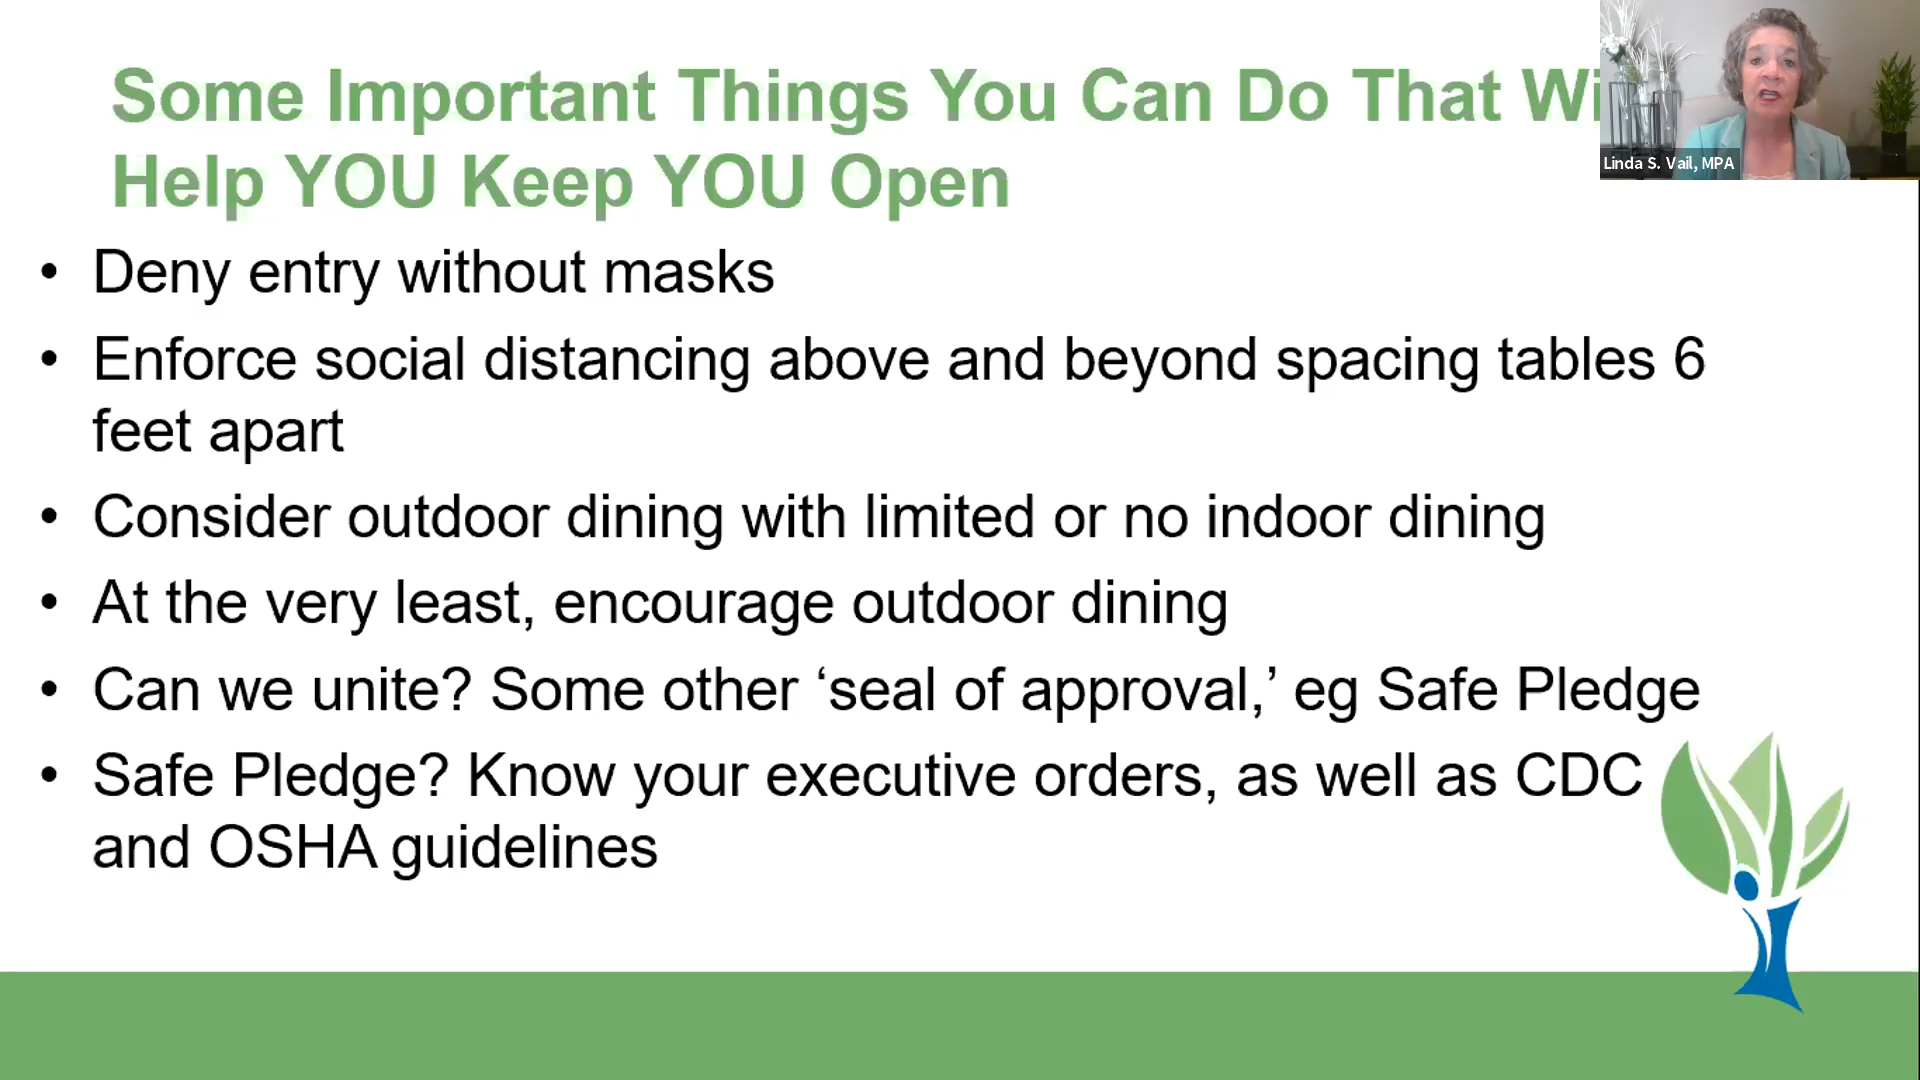 Some Important Things You Can Do That
Help YOU Keep YOU Open
• Deny entry without masks
• Enforce social distancing above and beyond spacing tables 6
feet apart
• Consider outdoor dining with limited or no indoor dining
• At the very least, encourage outdoor dining
• Can we unite? Some other ‘seal of approval,’ eg Safe Pledge
• Safe Pledge? Know your executive orders, as well as CDC
and OSHA guidelines
Linda S. Vail, MPA